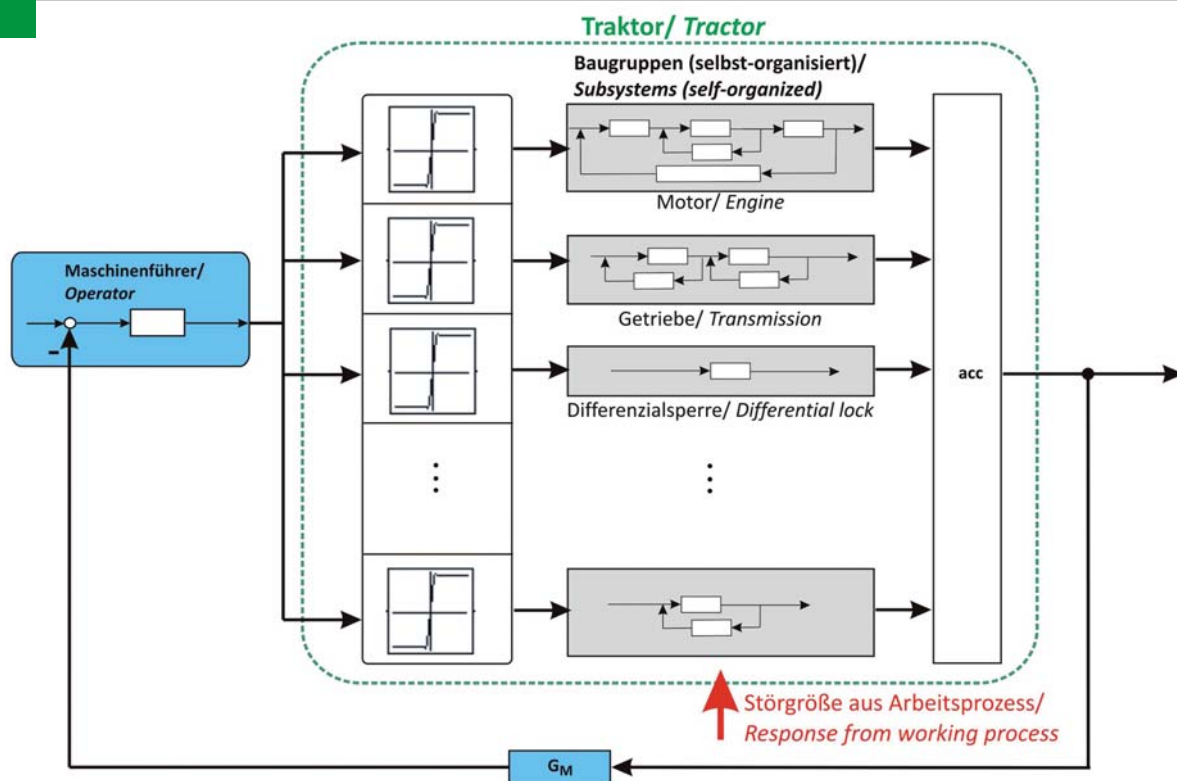 Traktor/ Tractor
Baugruppen (selbst-organisiert)/
Subsystems (self-organized)
Motor/ Engine
Maschinenführer/
Operator
-
Getriebe/ Transmission
acc
Differenzialsperre/ Differential lock
⋮ ⋮
Störgröße aus Arbeitsprozess/
Response from working process
GM